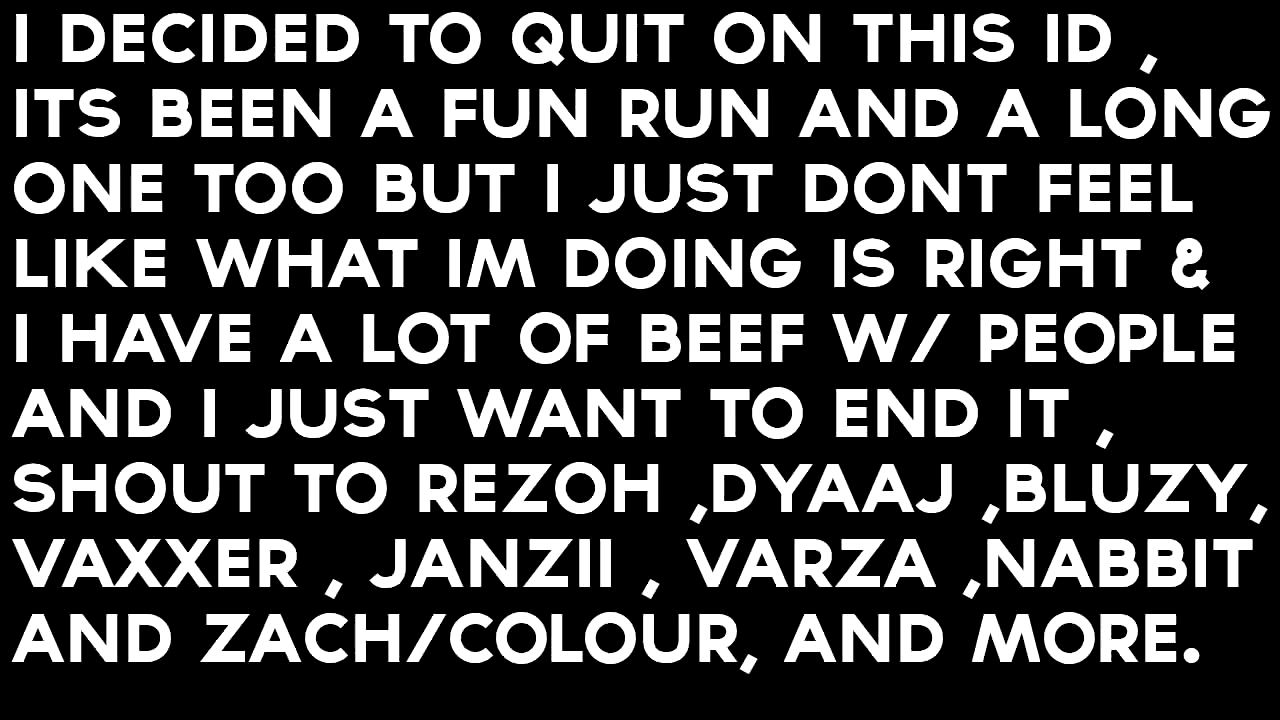 I DECIDED TO QUIT ON THIS ID ,
ITS BEEN A FUN RUN AND A LONG
ONE TOO BUT I JUST DONT FEEL
LIKE WHAT IM DOING IS RIGHT &
I HAVE A LOT OF BEEF W/ PEOPLE
AND I JUST WANT TO END IT ,
SHOUT TO REZOH ,DYAAJ ,BLUZY,
VAXXER , JANZII , VARZA ,NABBIT
AND ZACH/COLOUR, AND MORE.